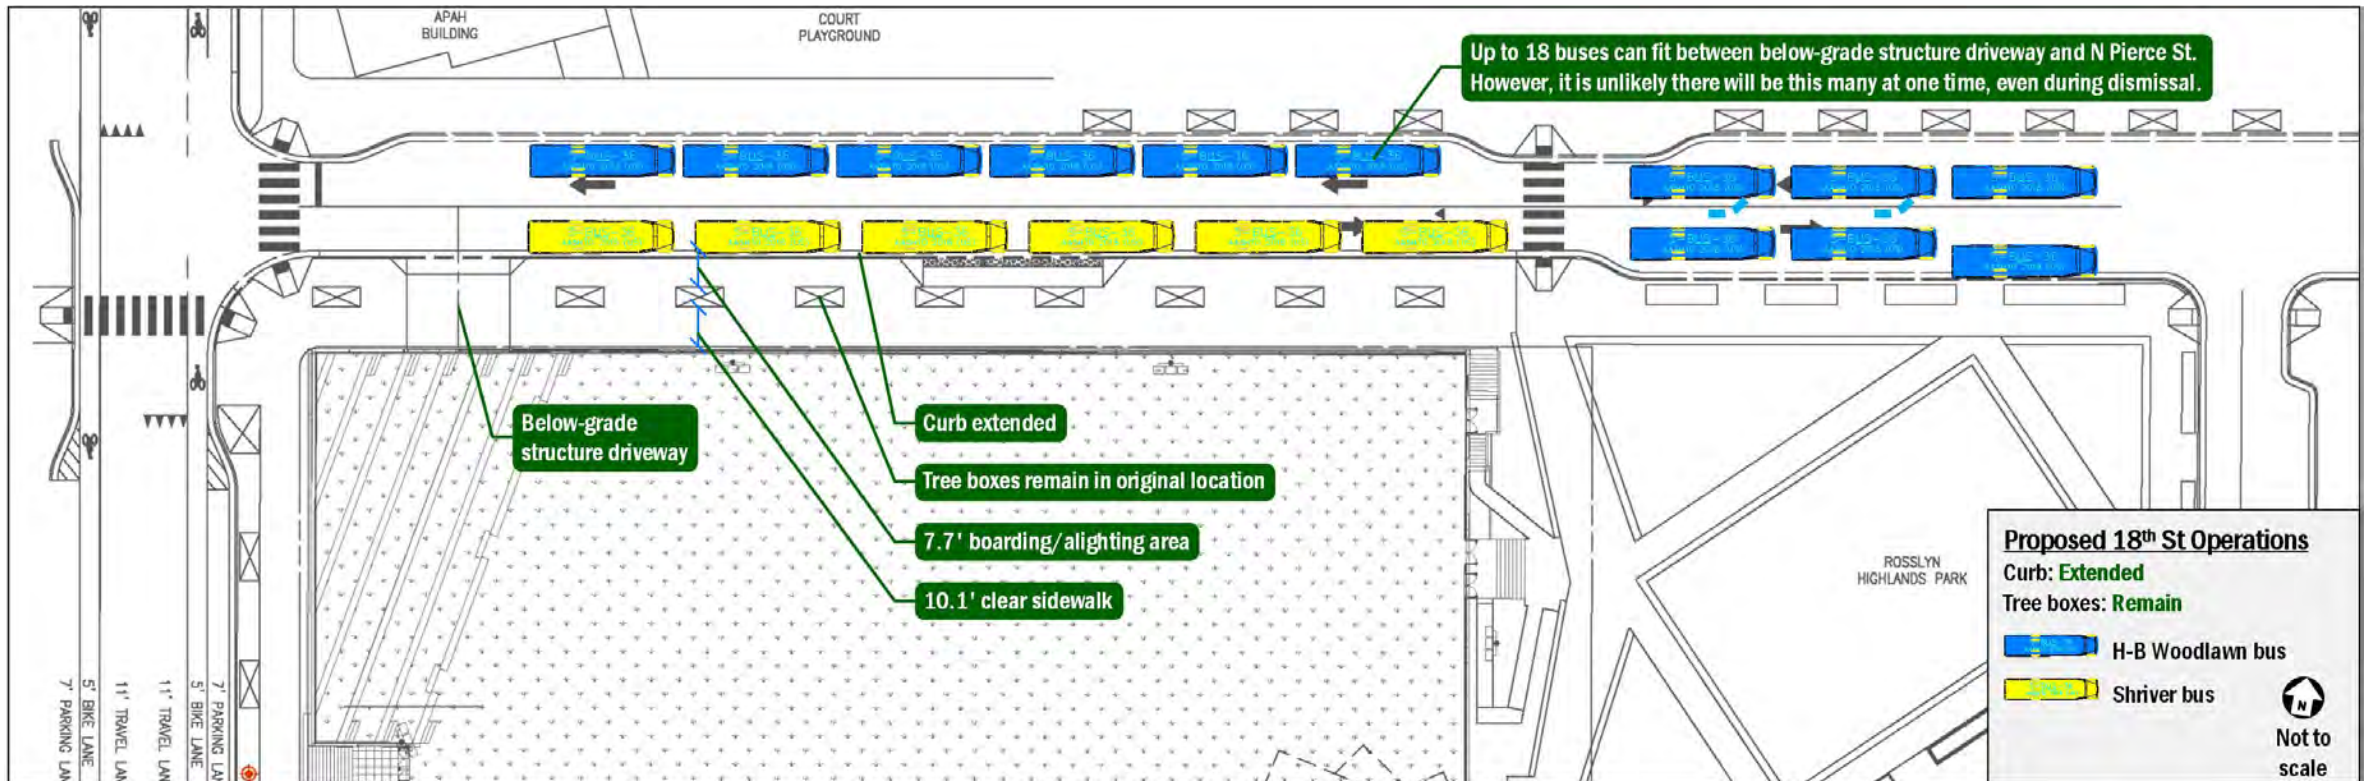 APAH
BUILDING
COURT
PLAYGROUND
Up to 18 buses can fit between below-grade structure driveway and N Pierce St.
However, it is unlikely there will be this many at one time, even during dismissal.
Below-grade
structure driveway
Curb extended
Tree boxes remain in original location
7.7' boarding/alighting area
10.1' clear sidewalk
ROSSLYN
HIGHLANDS PARK
7' PARKING LAN
5' BIKE LANE
11' TRAVEL LAN
11' TRAVEL LAN
5' BIKE LANE
7' PARKING LAN
Proposed 18th St Operations
Curb: Extended
Tree boxes: Remain
H-B Woodlawn bus
Shriver bus
N
Not to
scale